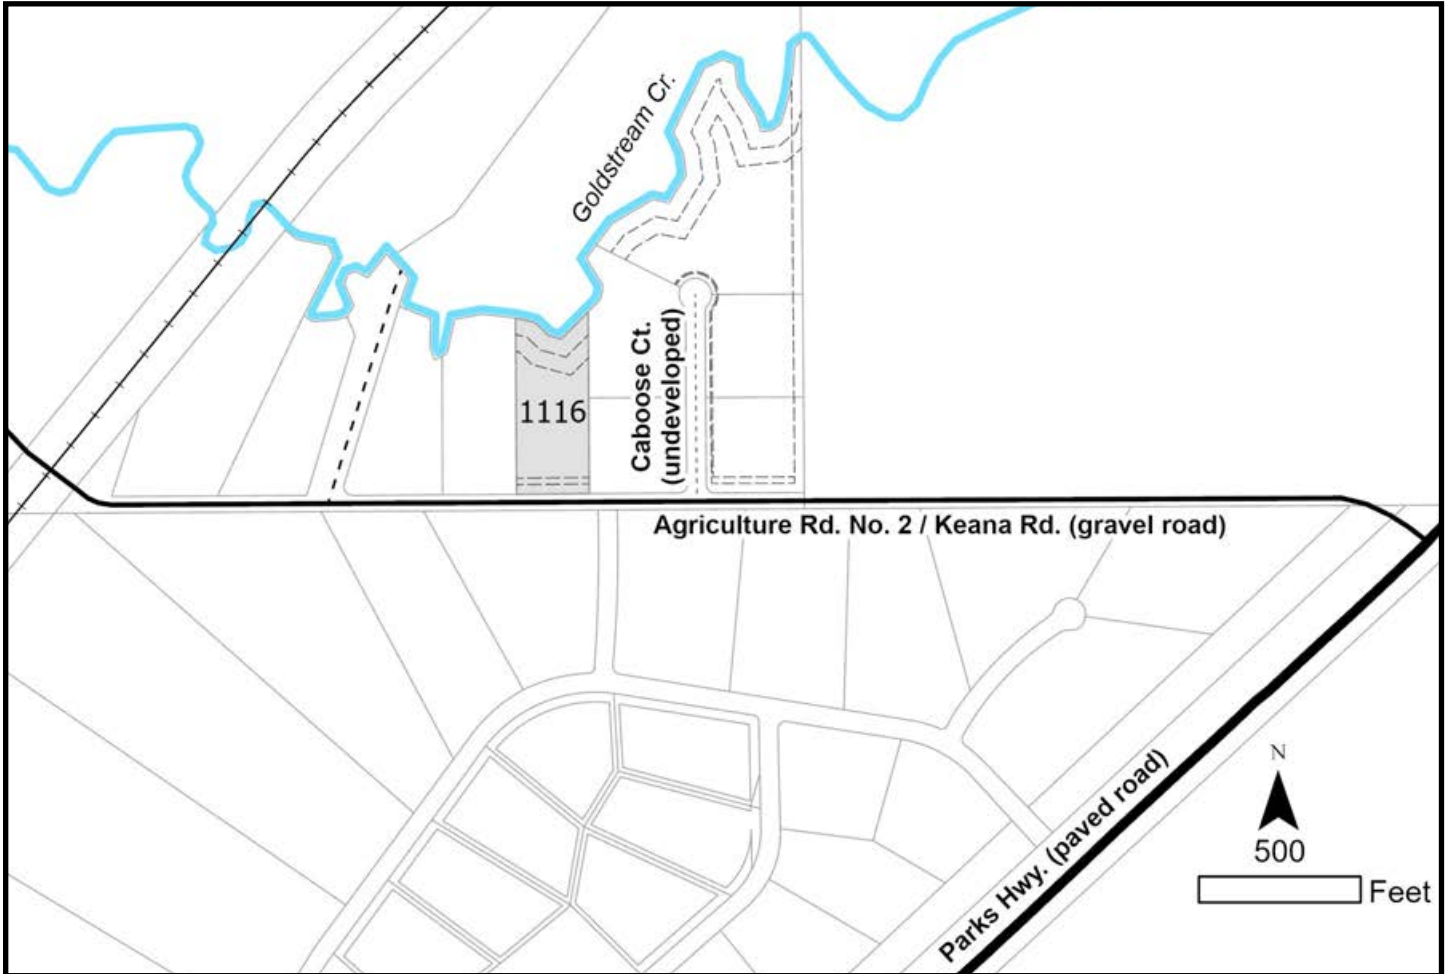 Goldstream Cr.
1116
Caboose Ct.
(undeveloped)
Agriculture Rd. No. 2 / Keana Rd. (gravel road)
Parks Hwy. (paved road)
N
500
Feet